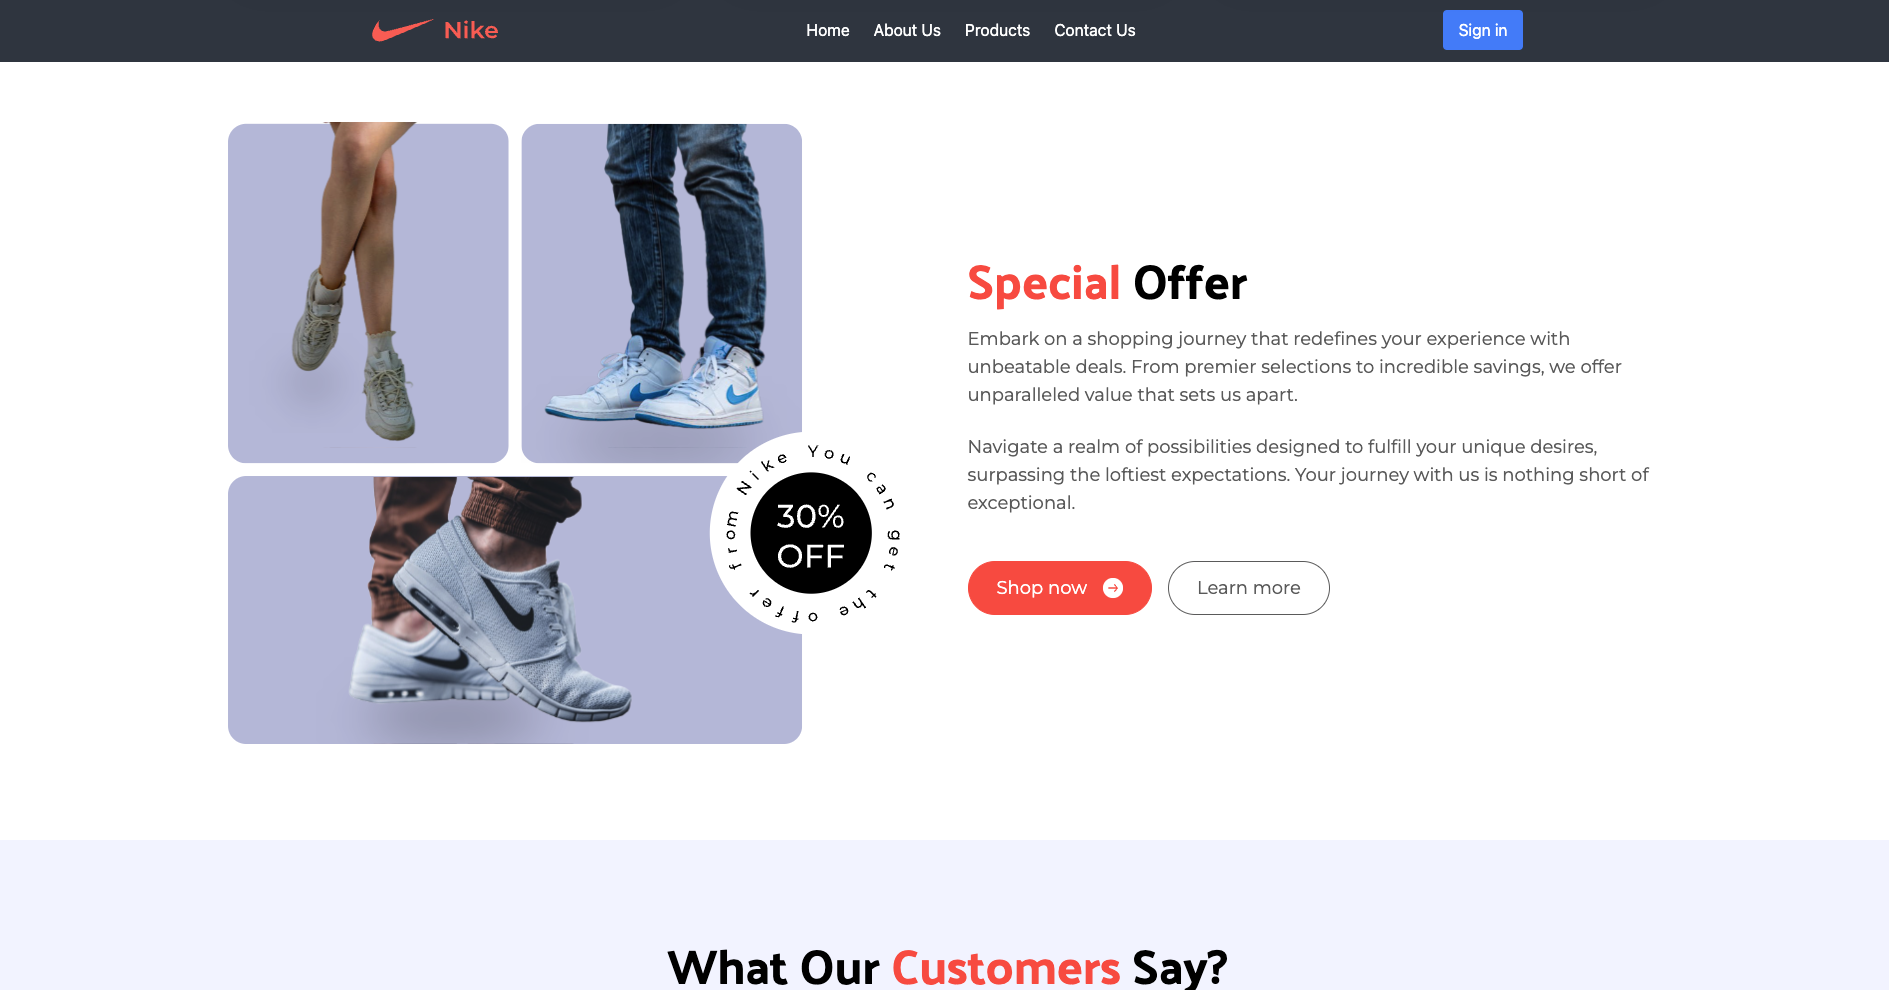 Nike
Home About Us Products Contact Us
Sign in
You can get the offer from Nike
30%
OFF
Special Offer
Embark on a shopping journey that redefines your experience with
unbeatable deals. From premier selections to incredible savings, we offer
unparalleled value that sets us apart.
Navigate a realm of possibilities designed to fulfill your unique desires,
surpassing the loftiest expectations. Your journey with us is nothing short of
exceptional.
Shop now
Learn more
What Our Customers Say?